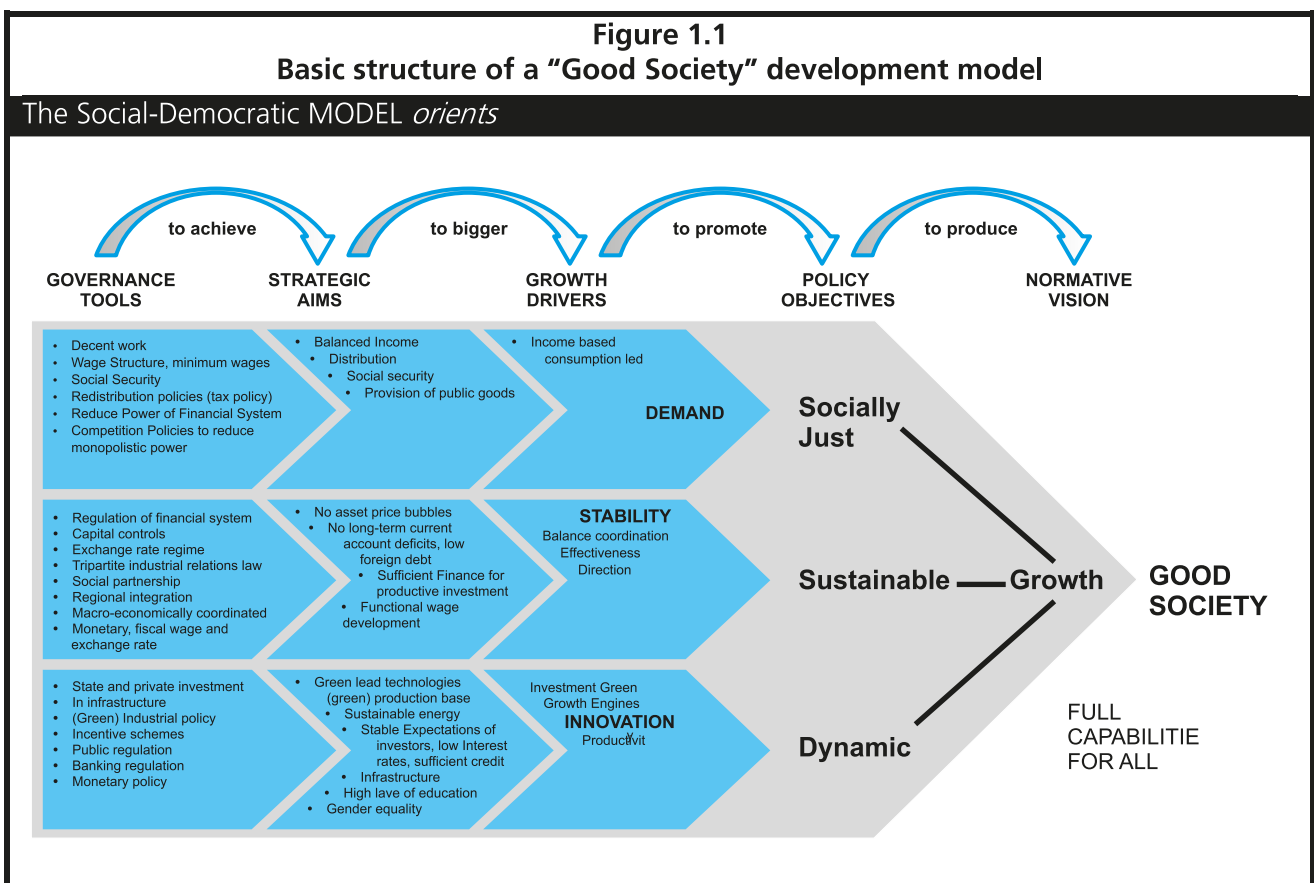 Figure 1.1
Basic structure of a “Good Society” development model
The Social-Democratic MODEL orients
to achieve
to bigger
to promote
to produce
GOVERNANCE
TOOLS
STRATEGIC
AIMS
GROWTH
DRIVERS
POLICY
OBJECTIVES
NORMATIVE
VISION
• Decent work
• Wage Structure, minimum wages
• Social Security
• Redistribution policies (tax policy)
• Reduce Power of Financial System
• Competition Policies to reduce
monopolistic power
• Balanced Income
• Distribution
• Social security
• Provision of public goods
• Income based
consumption led
DEMAND
Socially
Just
• Regulation of financial system
• Capital controls
• Exchange rate regime
• Tripartite industrial relations law
• Social partnership
• Regional integration
• Macro-economically coordinated
• Monetary, fiscal wage and
exchange rate
• No asset price bubbles
• No long-term current
account deficits, low
foreign debt
• Sufficient Finance for
productive investment
• Functional wage
development
STABILITY
Balance coordination
Effectiveness
Direction
Sustainable
Growth
GOOD
SOCIETY
• State and private investment
• In infrastructure
• (Green) Industrial policy
• Incentive schemes
• Public regulation
• Banking regulation
• Monetary policy
• Green lead technologies
(green) production base
• Sustainable energy
• Stable Expectations of
investors, low Interest
rates, sufficient credit
• Infrastructure
• High lave of education
• Gender equality
Investment Green
Growth Engines
INNOVATION
Productivity
Dynamic
FULL
CAPABILITIE
FOR ALL